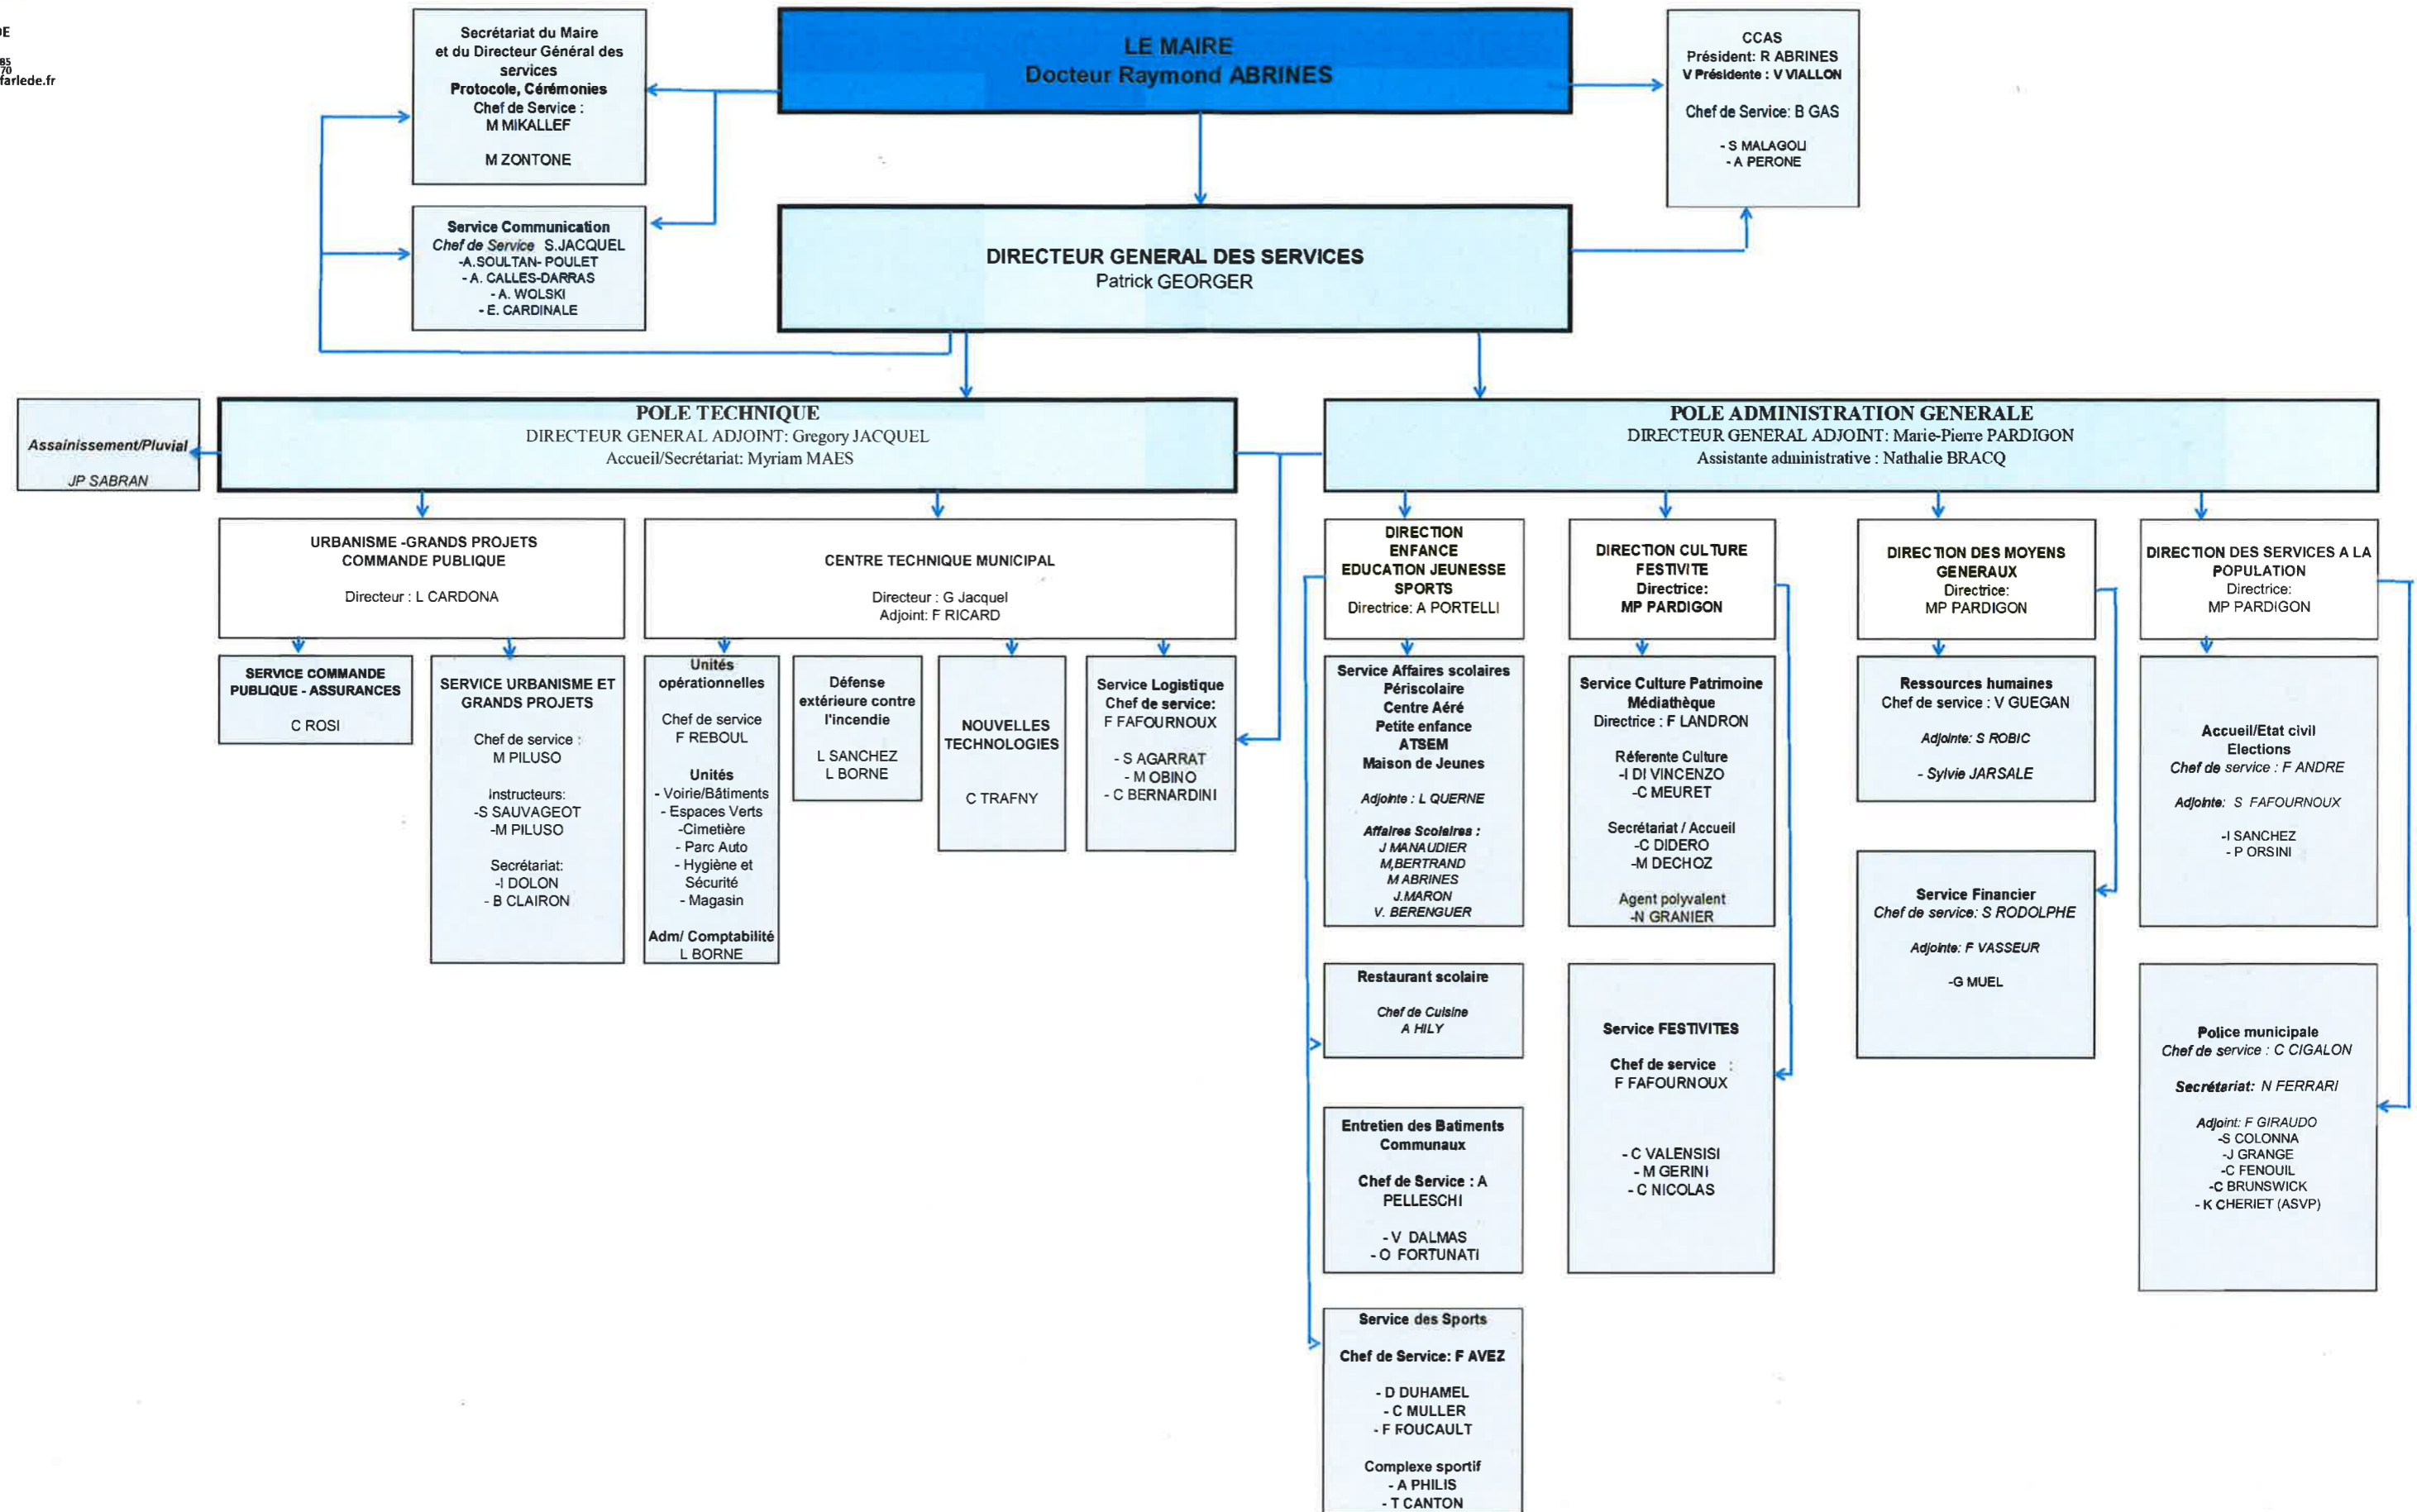 DE
85
70
farlede.fr
Secrétariat du Maire
et du Directeur Général des
services
Protocole, Cérémonies
Chef de Service :
M MIKALLEF
M ZONTONE
LE MAIRE
Docteur Raymond ABRINES
CCAS
Président: R ABRINES
V Présidente : V VIALLON
Chef de Service: B GAS
- S MALAGOLI
- A PERONE
Service Communication
Chef de Service S.JACQUEL
-A.SOULTAN- POULET
- A. CALLES-DARRAS
- A. WOLSKI
- E. CARDINALE
DIRECTEUR GENERAL DES SERVICES
Patrick GEORGER
Assainissement/Pluvial
JP SABRAN
POLE TECHNIQUE
DIRECTEUR GENERAL ADJOINT: Gregory JACQUEL
Accueil/Secrétariat: Myriam MAES
POLE ADMINISTRATION GENERALE
DIRECTEUR GENERAL ADJOINT: Marie-Pierre PARDIGON
Assistante administrative : Nathalie BRACQ
URBANISME -GRANDS PROJETS
COMMANDE PUBLIQUE
Directeur : L CARDONA
CENTRE TECHNIQUE MUNICIPAL
Directeur : G Jacquel
Adjoint: F RICARD
DIRECTION
ENFANCE
EDUCATION JEUNESSE
SPORTS
Directrice: A PORTELLI
DIRECTION CULTURE
FESTIVITE
Directrice:
MP PARDIGON
DIRECTION DES MOYENS
GENERAUX
Directrice:
MP PARDIGON
DIRECTION DES SERVICES A LA
POPULATION
Directrice:
MP PARDIGON
SERVICE COMMANDE
PUBLIQUE - ASSURANCES
C ROSI
SERVICE URBANISME ET
GRANDS PROJETS
Chef de service :
M PILUSO
Instructeurs:
-S SAUVAGEOT
-M PILUSO
Secrétariat:
-I DOLON
- B CLAIRON
Unités
opérationnelles
Chef de service
F REBOUL
Unités
- Voirie/Bâtiments
- Espaces Verts
-Cimetière
- Parc Auto
- Hygiène et
Sécurité
- Magasin
Adm/ Comptabilité
L BORNE
Défense
extérieure contre
l'incendie
L SANCHEZ
L BORNE
NOUVELLES
TECHNOLOGIES
C TRAFNY
Service Logistique
Chef de service:
F FAFOURNOUX
- S AGARRAT
- M OBINO
- C BERNARDINI
Service Affaires scolaires
Périscolaire
Centre Aéré
Petite enfance
ATSEM
Maison de Jeunes
Adjointe : L QUERNE
Affaires Scolaires :
J MANAUDIER
M,BERTRAND
M ABRINES
J.MARON
V. BERENGUER
Restaurant scolaire
Chef de Cuisine
A HILY
Entretien des Batiments
Communaux
Chef de Service : A
PELLESCHI
- V DALMAS
- O FORTUNATI
Service des Sports
Chef de Service: F AVEZ
- D DUHAMEL
- C MULLER
- F FOUCAULT
Complexe sportif
- A PHILIS
- T CANTON
Service Culture Patrimoine
Médiathèque
Directrice : F LANDRON
Réferente Culture
-I DI VINCENZO
-C MEURET
Secrétariat / Accueil
-C DIDERO
-M DECHOZ
Agent polyvalent
-N GRANIER
Service FESTIVITES
Chef de service :
F FAFOURNOUX
- C VALENSISI
- M GERINI
- C NICOLAS
Ressources humaines
Chef de service : V GUEGAN
Adjointe: S ROBIC
- Sylvie JARSALE
Service Financier
Chef de service: S RODOLPHE
Adjointe: F VASSEUR
-G MUEL
Accueil/Etat civil
Elections
Chef de service : F ANDRE
Adjointe: S FAFOURNOUX
-I SANCHEZ
- P ORSINI
Police municipale
Chef de service : C CIGALON
Secrétariat: N FERRARI
Adjoint: F GIRAUDO
-S COLONNA
-J GRANGE
-C FENOUIL
-C BRUNSWICK
- K CHERIET (ASVP)